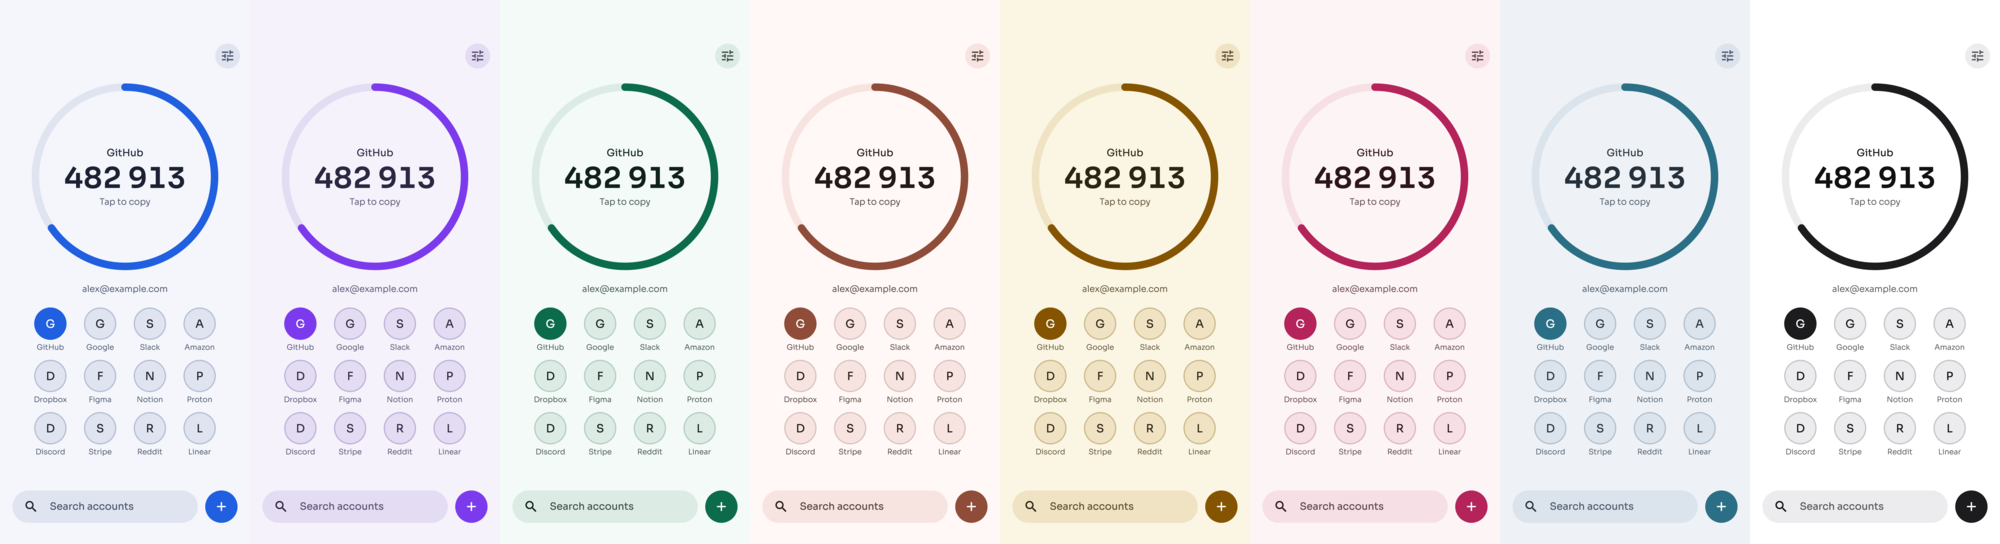 GitHub
482 913
Tap to copy
alex@example.com
G G S A
GitHub Google Slack Amazon
D F N P
Dropbox Figma Notion Proton
D S R L
Discord Stripe Reddit Linear
Search accounts
GitHub
482 913
Tap to copy
alex@example.com
G G S A
GitHub Google Slack Amazon
D F N P
Dropbox Figma Notion Proton
D S R L
Discord Stripe Reddit Linear
Search accounts
GitHub
482 913
Tap to copy
alex@example.com
G G S A
GitHub Google Slack Amazon
D F N P
Dropbox Figma Notion Proton
D S R L
Discord Stripe Reddit Linear
Search accounts
GitHub
482 913
Tap to copy
alex@example.com
G G S A
GitHub Google Slack Amazon
D F N P
Dropbox Figma Notion Proton
D S R L
Discord Stripe Reddit Linear
Search accounts
GitHub
482 913
Tap to copy
alex@example.com
G G S A
GitHub Google Slack Amazon
D F N P
Dropbox Figma Notion Proton
D S R L
Discord Stripe Reddit Linear
Search accounts
GitHub
482 913
Tap to copy
alex@example.com
G G S A
GitHub Google Slack Amazon
D F N P
Dropbox Figma Notion Proton
D S R L
Discord Stripe Reddit Linear
Search accounts
GitHub
482 913
Tap to copy
alex@example.com
G G S A
GitHub Google Slack Amazon
D F N P
Dropbox Figma Notion Proton
D S R L
Discord Stripe Reddit Linear
Search accounts
GitHub
482 913
Tap to copy
alex@example.com
G G S A
GitHub Google Slack Amazon
D F N P
Dropbox Figma Notion Proton
D S R L
Discord Stripe Reddit Linear
Search accounts